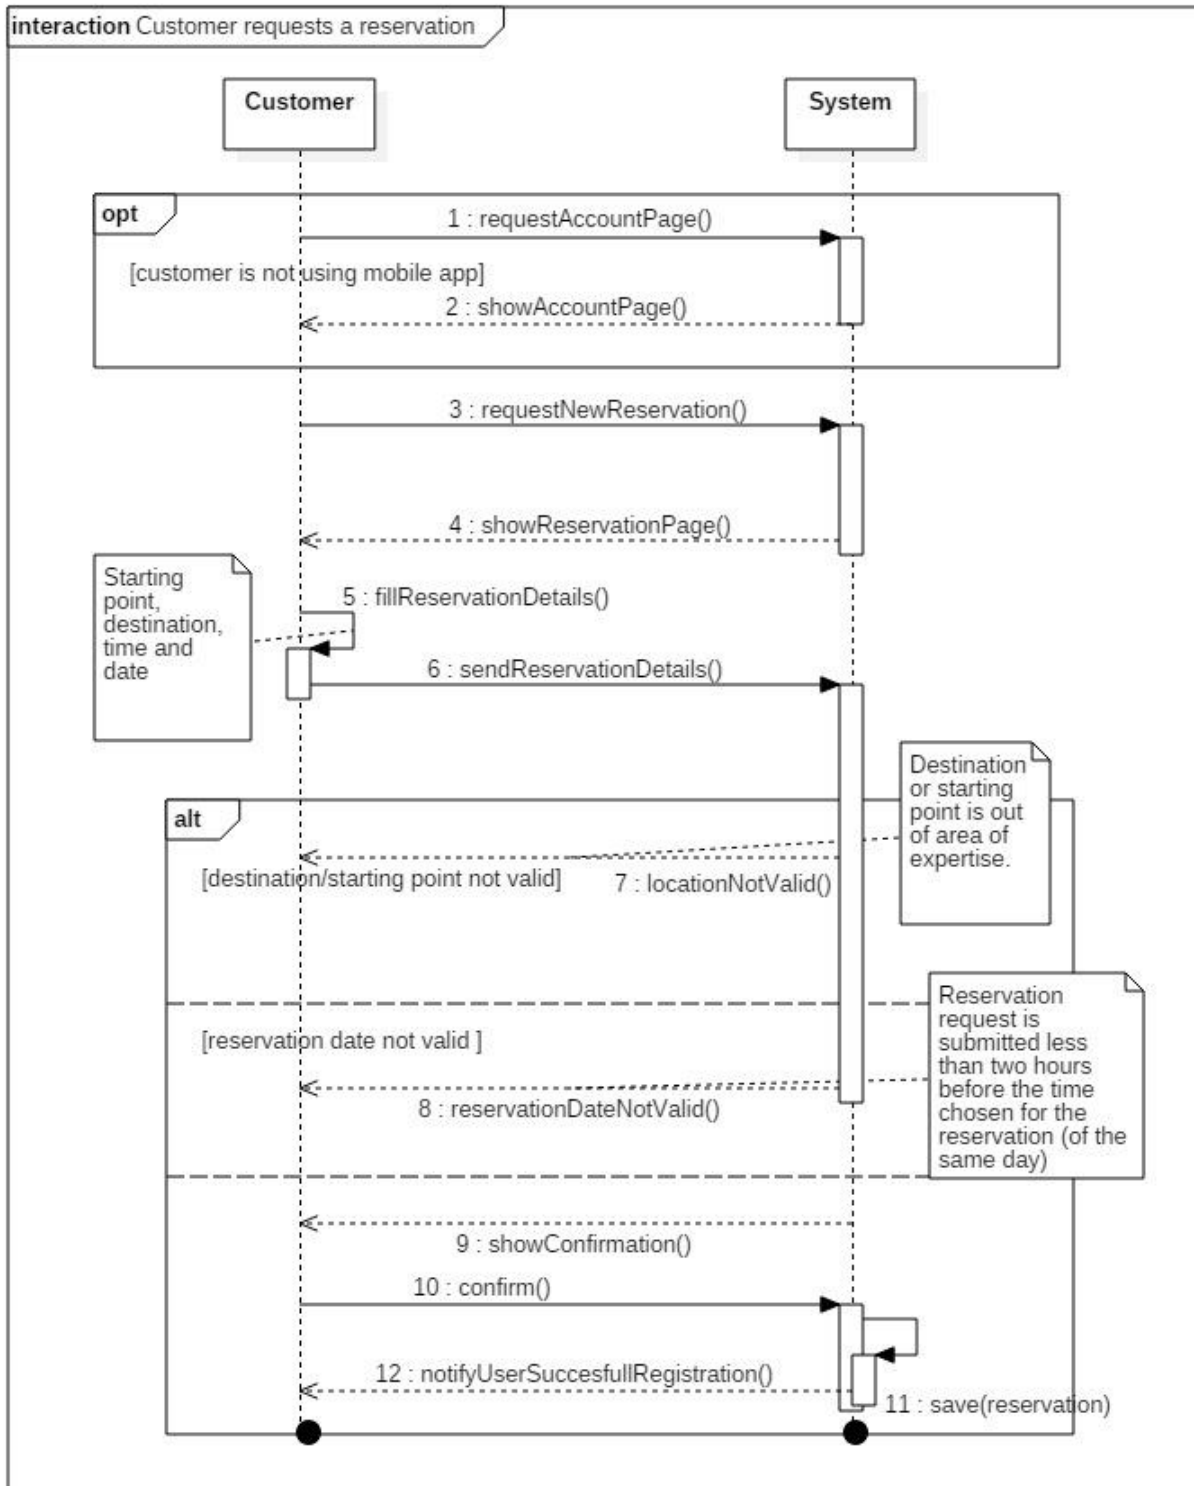 interaction Customer requests a reservation
Customer
System
opt
1 : requestAccountPage()
[customer is not using mobile app]
2 : showAccountPage()
3 : requestNewReservation()
4 : showReservationPage()
Starting
point,
destination,
time and
date
5 : fillReservationDetails()
6 : sendReservationDetails()
Destination
or starting
point is out
of area of
expertise.
alt
[destination/starting point not valid]
7 : locationNotValid()
Reservation
request is
submitted less
than two hours
before the time
chosen for the
reservation (of the
same day)
[reservation date not valid ]
8 : reservationDateNotValid()
9 : showConfirmation()
10 : confirm()
12 : notifyUserSuccesfullRegistration()
11 : save(reservation)